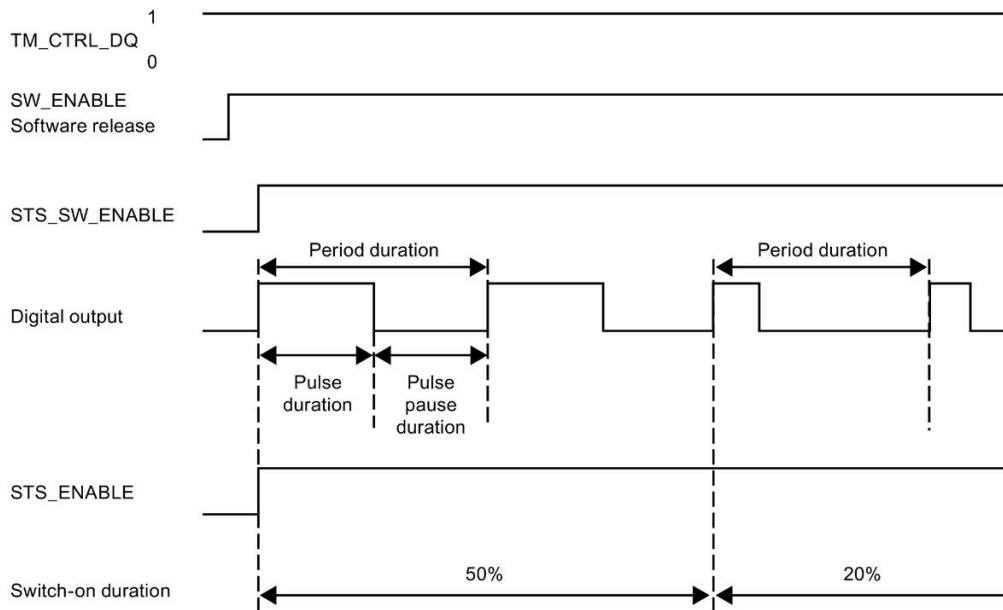 1
TM_CTRL_DQ
0
SW_ENABLE
Software release
STS_SW_ENABLE
Period duration
Period duration
Digital output
Pulse
duration
Pulse
pause
duration
STS_ENABLE
50%
20%
Switch-on duration